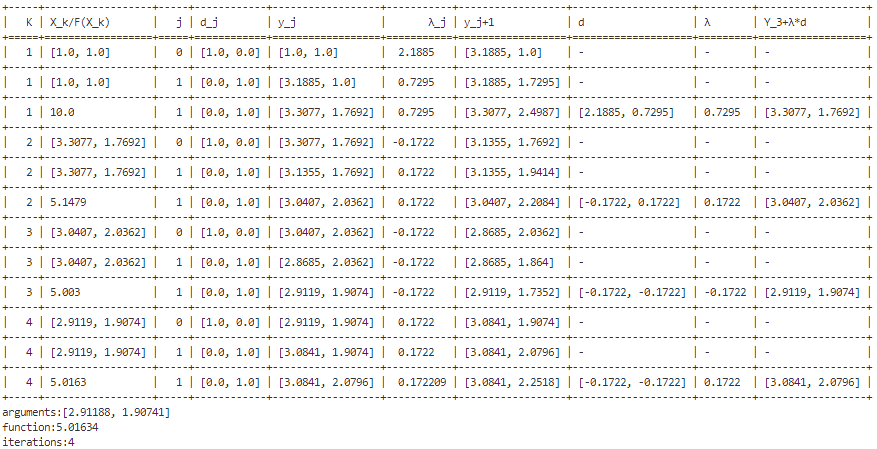 | K | X_k/F(X_k) | j | d_j | y_j | λ_j | y_j+1 | d | λ | Y_3+λ*d |
| 1 | [1.0, 1.0] | 0 | [1.0, 0.0] | [1.0, 1.0] | 2.1885 | [3.1885, 1.0] | - | - | - |
| 1 | [1.0, 1.0] | 1 | [0.0, 1.0] | [3.1885, 1.0] | 0.7295 | [3.1885, 1.7295] | - | - | - |
| 1 | 10.0 | 1 | [0.0, 1.0] | [3.3077, 1.7692] | 0.7295 | [3.3077, 2.4987] | [2.1885, 0.7295] | 0.7295 | [3.3077, 1.7692] |
| 2 | [3.3077, 1.7692] | 0 | [1.0, 0.0] | [3.3077, 1.7692] | -0.1722 | [3.1355, 1.7692] | - | - | - |
| 2 | [3.3077, 1.7692] | 1 | [0.0, 1.0] | [3.1355, 1.7692] | 0.1722 | [3.1355, 1.9414] | - | - | - |
| 2 | 5.1479 | 1 | [0.0, 1.0] | [3.0407, 2.0362] | 0.1722 | [3.0407, 2.2084] | [-0.1722, 0.1722] | 0.1722 | [3.0407, 2.0362] |
| 3 | [3.0407, 2.0362] | 0 | [1.0, 0.0] | [3.0407, 2.0362] | -0.1722 | [2.8685, 2.0362] | - | - | - |
| 3 | [3.0407, 2.0362] | 1 | [0.0, 1.0] | [2.8685, 2.0362] | -0.1722 | [2.8685, 1.864] | - | - | - |
| 3 | 5.003 | 1 | [0.0, 1.0] | [2.9119, 1.9074] | -0.1722 | [2.9119, 1.7352] | [-0.1722, -0.1722] | -0.1722 | [2.9119, 1.9074] |
| 4 | [2.9119, 1.9074] | 0 | [1.0, 0.0] | [2.9119, 1.9074] | 0.1722 | [3.0841, 1.9074] | - | - | - |
| 4 | [2.9119, 1.9074] | 1 | [0.0, 1.0] | [3.0841, 1.9074] | 0.1722 | [3.0841, 2.0796] | - | - | - |
| 4 | 5.0163 | 1 | [0.0, 1.0] | [3.0841, 2.0796] | 0.172209 | [3.0841, 2.2518] | [-0.1722, -0.1722] | 0.1722 | [3.0841, 2.0796] |
arguments:[2.91188, 1.90741]
function:5.01634
iterations:4